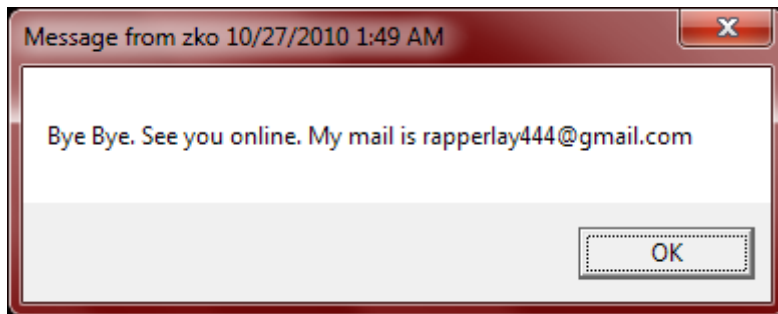 Message from zko 10/27/2010 1:49 AM
Bye Bye. See you online. My mail is rapperlay444@gmail.com
OK